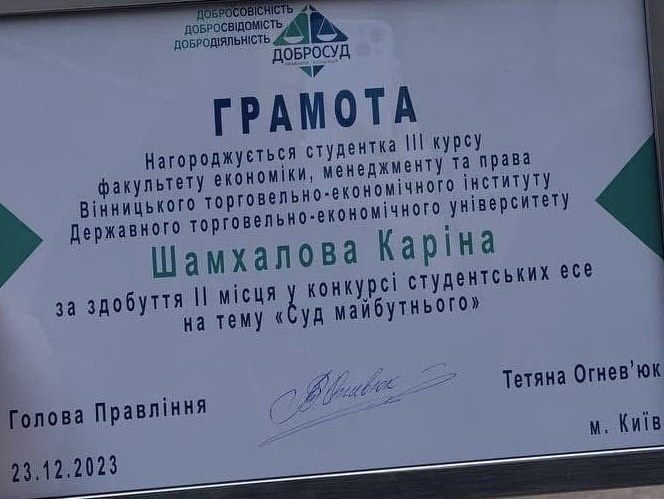 ДОБРОСОВІСНІСТЬ
ДОБРОСВІДОМІСТЬ
ДОБРОДІЯЛЬНІСТЬ
ДОБРОСУД
ГРАМОТА
Нагороджується студентка III курсу
факультету економіки, менеджменту та права
Вінницького торговельно-економічного інституту
Державного торговельно-економічного університету
Шамхалова Каріна
за здобуття II місця у конкурсі студентських есе
на тему «Суд майбутнього»
Голова Правління
Тетяна Огнев'юк
23.12.2023
м. Київ